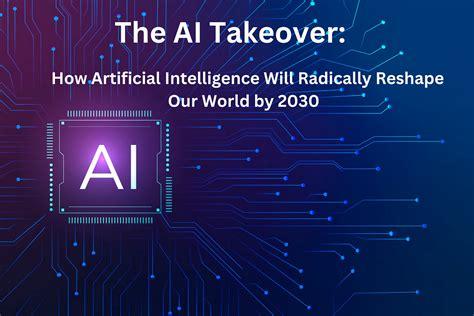 The AI Takeover:
How Artificial Intelligence Will Radically Reshape
Our World by 2030
AI